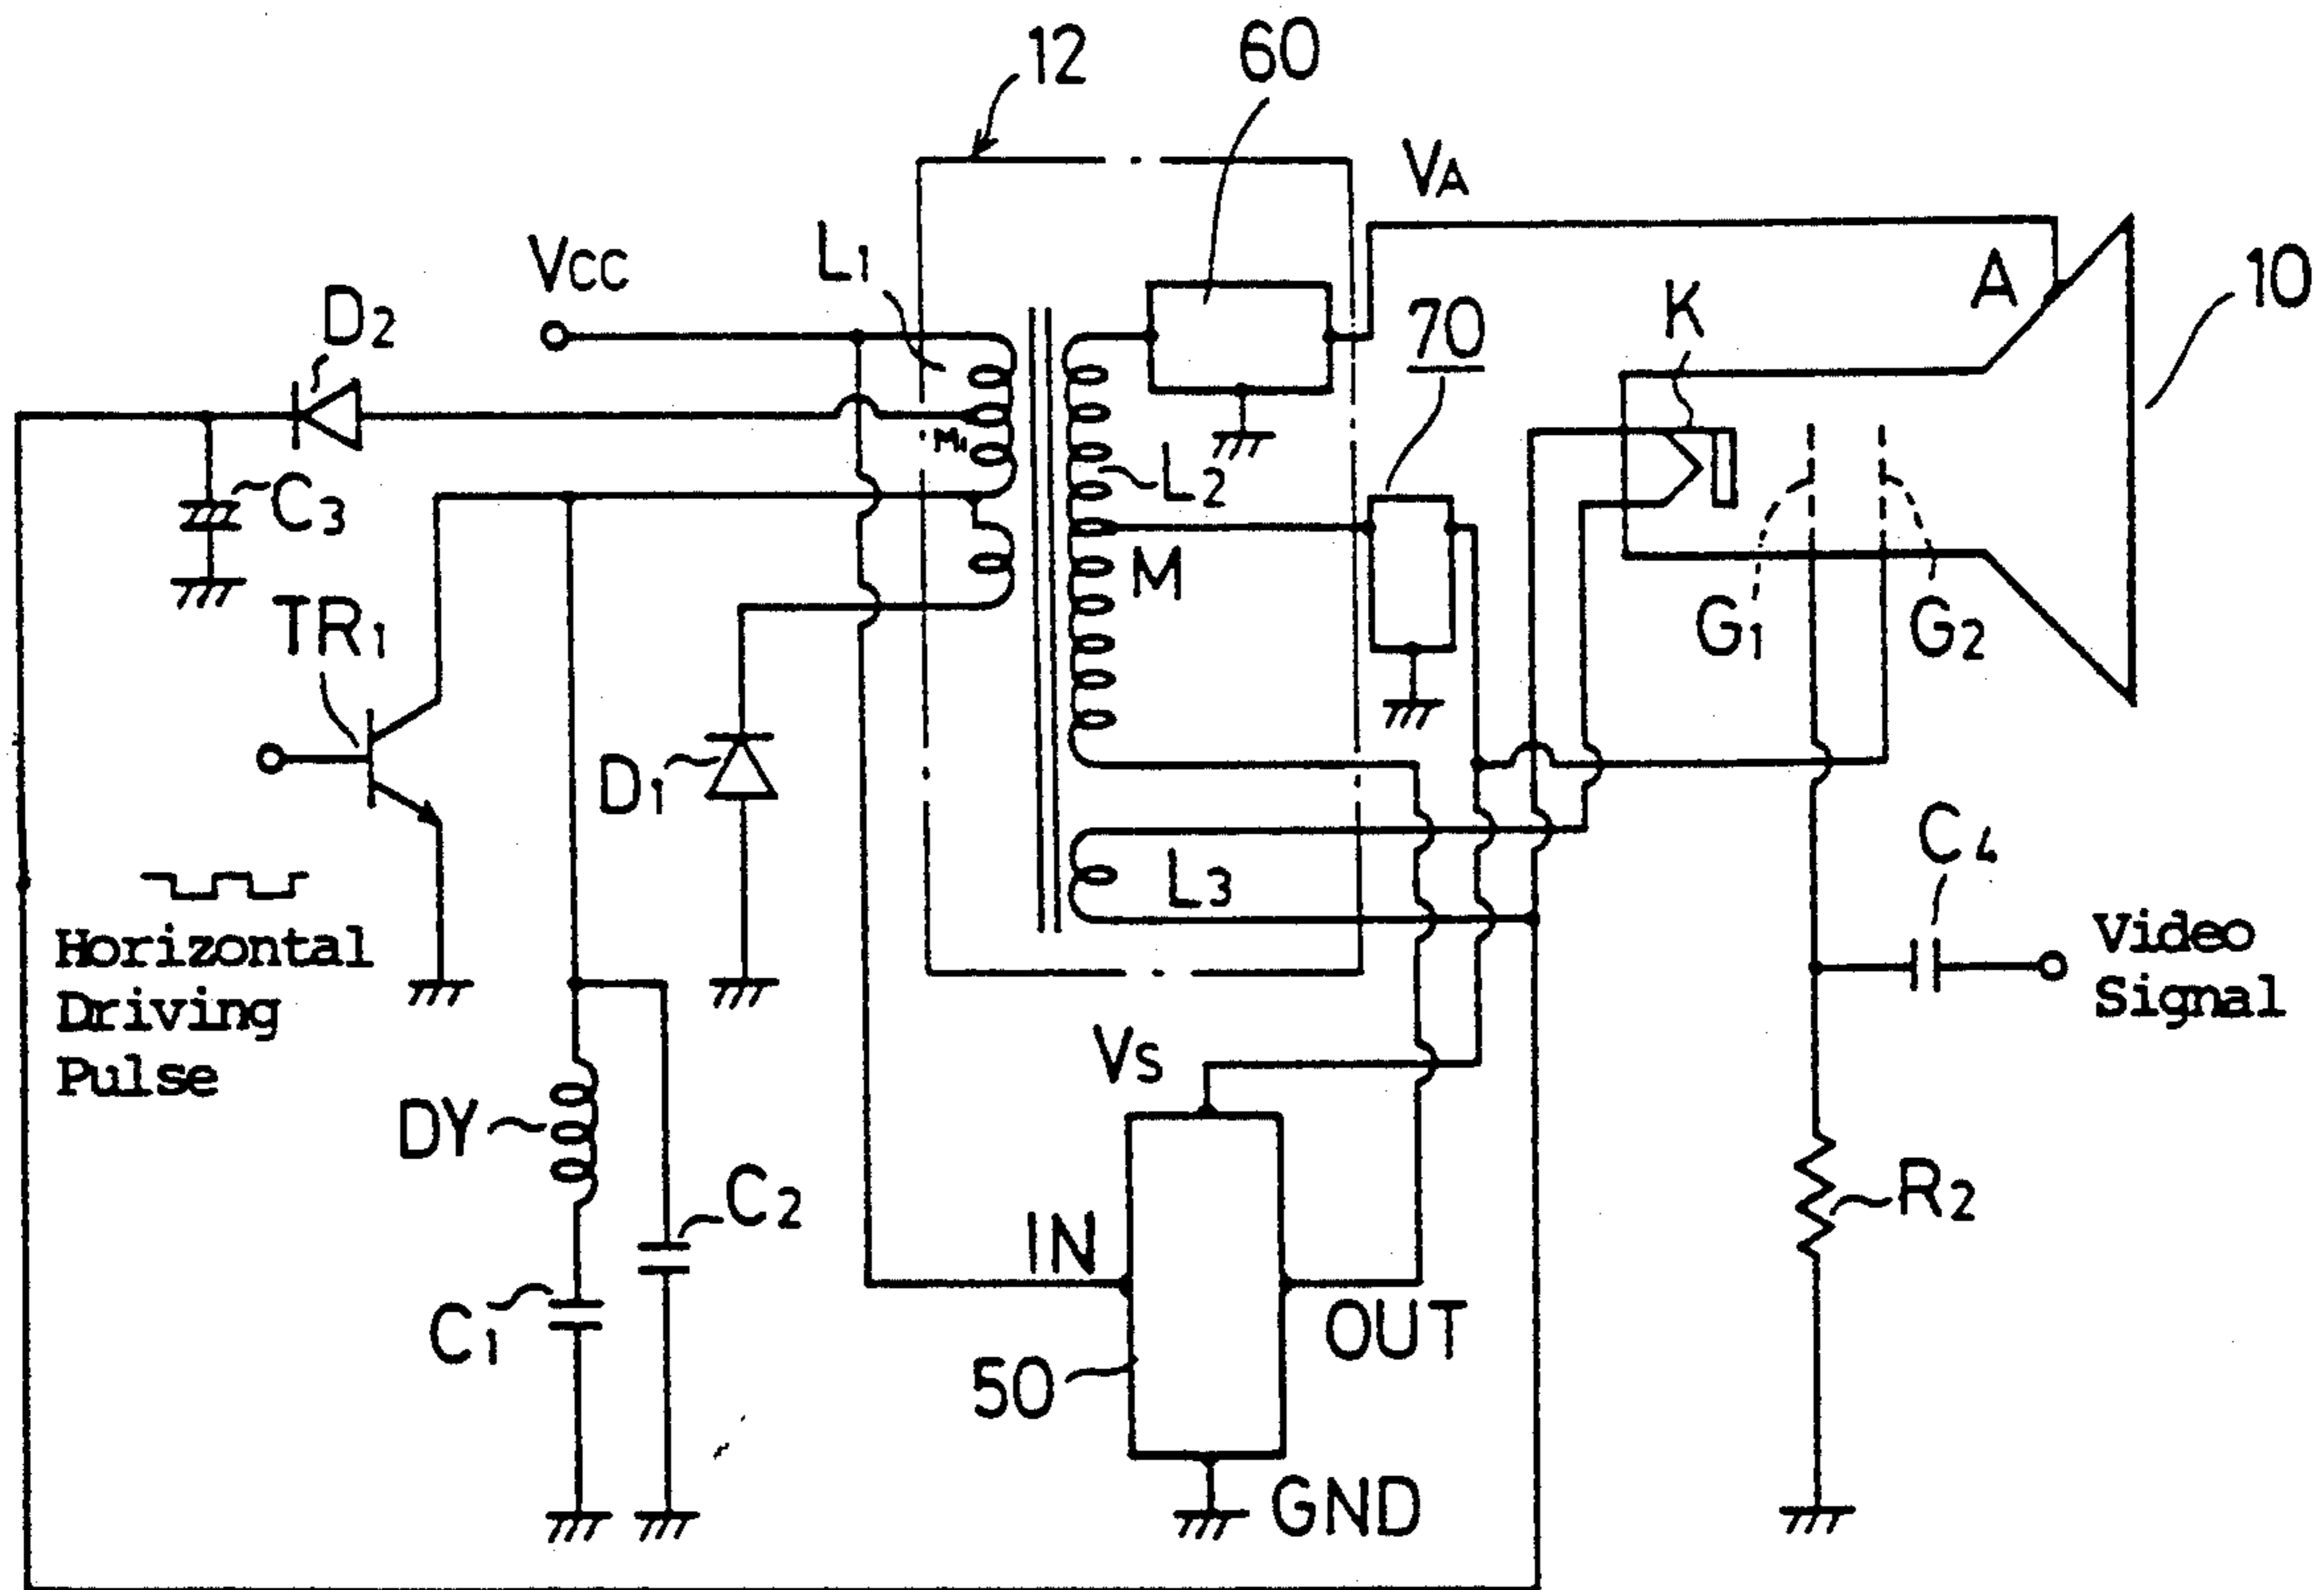 12
60
VA
VCC
L1
D2
A
10
K
70
M1
L2
C3
M
TR1
G1
G2
D1
C4
L3
Horizontal
Driving
Pulse
Video
Signal
VS
DY
C2
IN
R2
C1
OUT
50
GND